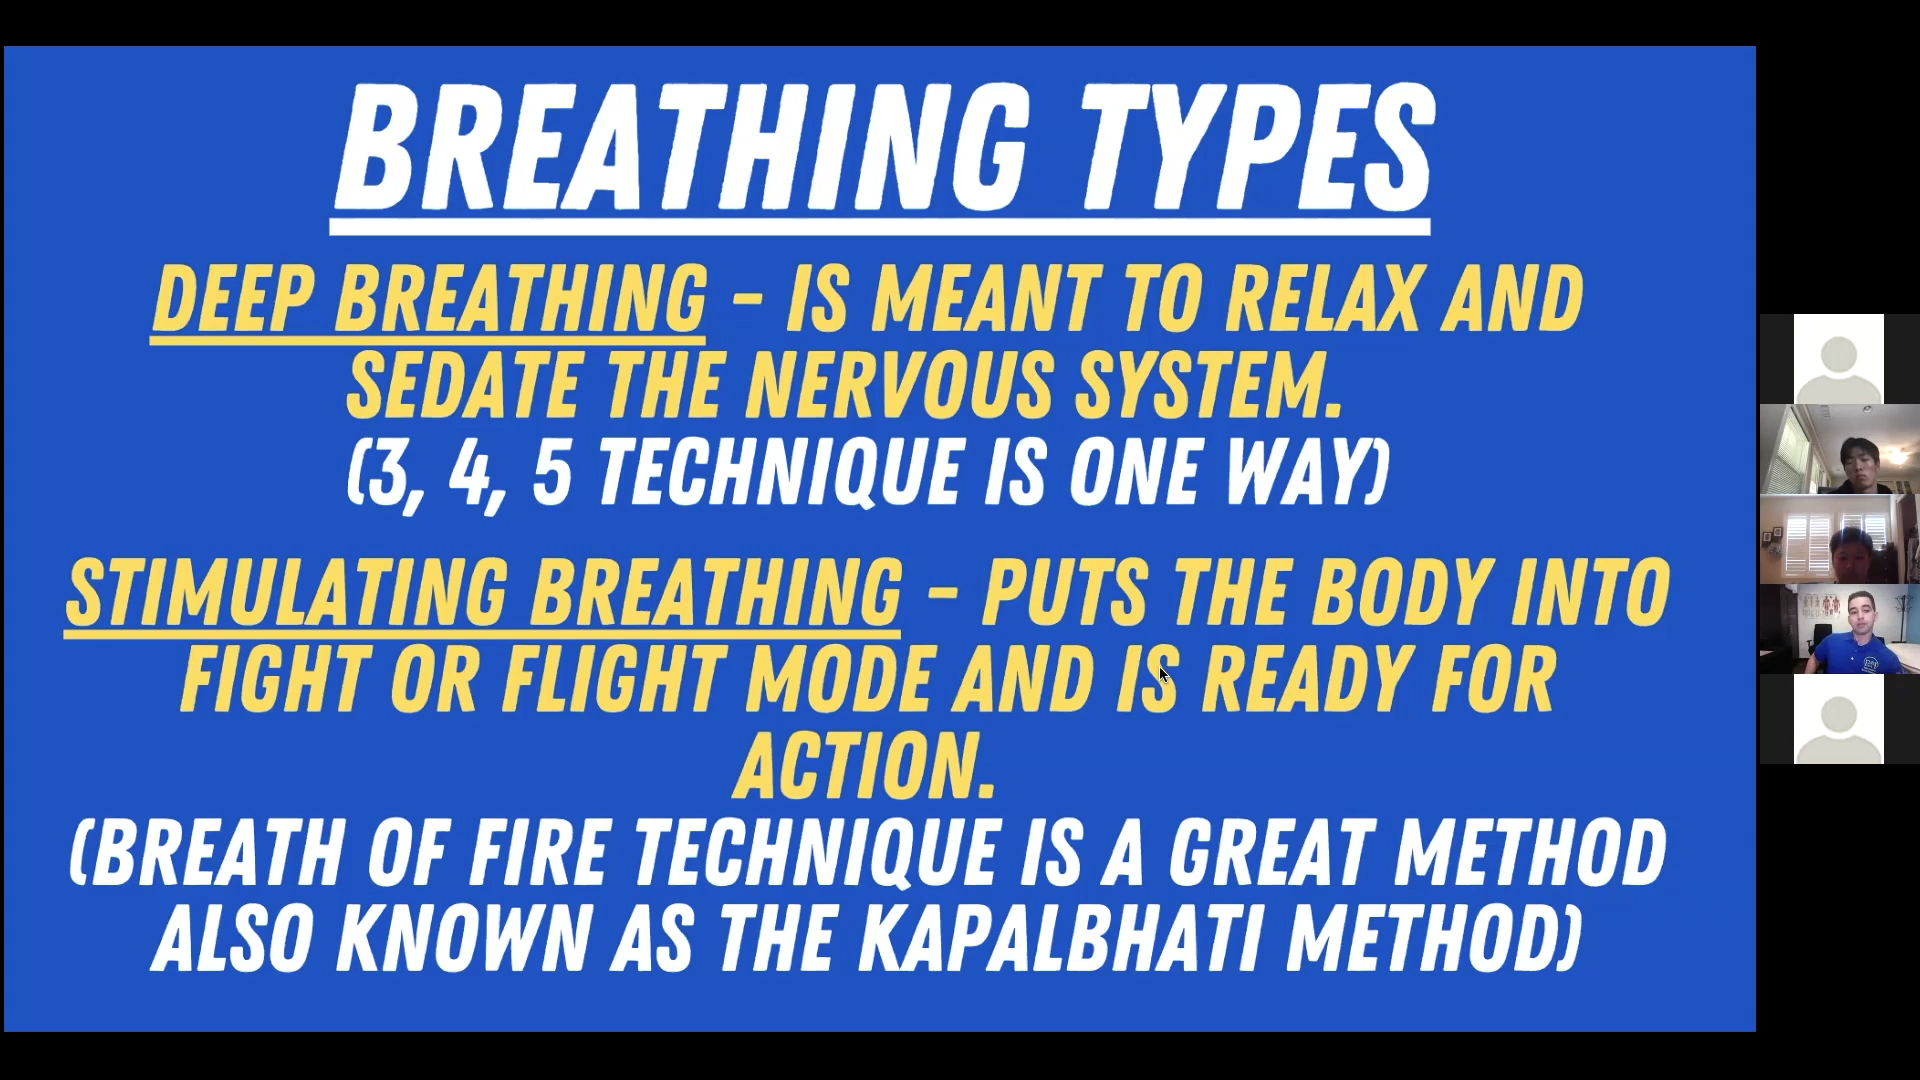 BREATHING TYPES
DEEP BREATHING - IS MEANT TO RELAX AND
SEDATE THE NERVOUS SYSTEM.
(3, 4, 5 TECHNIQUE IS ONE WAY)
STIMULATING BREATHING - PUTS THE BODY INTO
FIGHT OR FLIGHT MODE AND IS READY FOR
ACTION.
(BREATH OF FIRE TECHNIQUE IS A GREAT METHOD
ALSO KNOWN AS THE KAPALBHATI METHOD)